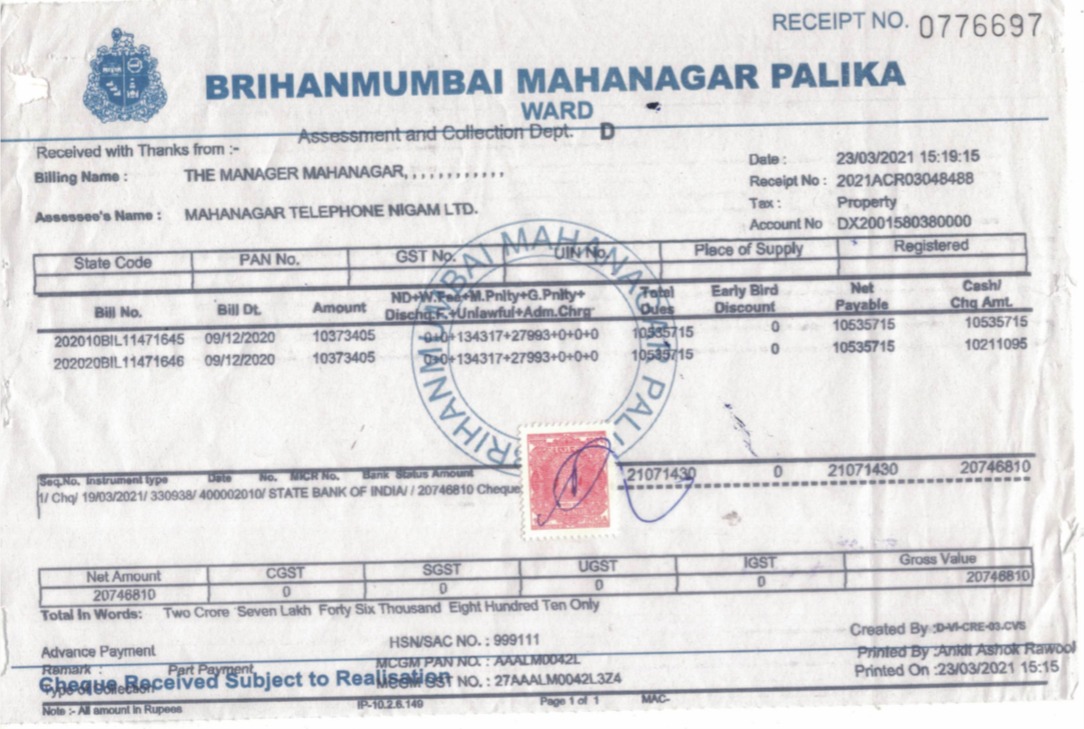 RECEIPT NO. 0776697
BRIHANMUMBAI MAHANAGAR PALIKA
WARD
Assessment and Collection Dept. D
Received with Thanks from :-
Billing Name : THE MANAGER MAHANAGAR,,,,,,,,,,,,
Assessee's Name : MAHANAGAR TELEPHONE NIGAM LTD.
Date : 23/03/2021 15:19:15
Receipt No : 2021ACR03048488
Tax : Property
Account No DX2001580380000
State Code PAN No. GST No. UIN No. Place of Supply Registered
Bill No. Bill Dt. Amount ND+W.Fee+M.Pnlty+G.Pnlty+ Total Early Bird Net Cash/
Dischq.F.+Unlawful+Adm.Chrg Dues Discount Payable Chq Amt.
202010BIL11471645 09/12/2020 10373405 0+0+134317+27993+0+0+0 10535715 0 10535715 10535715
202020BIL11471646 09/12/2020 10373405 0+0+134317+27993+0+0+0 10535715 0 10535715 10211095
BRIHANMUMBAI MAHANAGAR PALI
Seq.No. Instrument type Date No. MICR No. Bank Status Amount
21071430 0 21071430 20746810
1/ Chq/ 19/03/2021/ 330938/ 400002010/ STATE BANK OF INDIA/ / 20746810 Cheque
Net Amount CGST SGST UGST IGST Gross Value
20746810 0 0 0 0 20746810
Total In Words: Two Crore Seven Lakh Forty Six Thousand Eight Hundred Ten Only
HSN/SAC NO. : 999111
Created By :D-VI-CRE-03.CVS
Advance Payment
Printed By :Ankit Ashok Rawool
Remark : Part Payment
MCGM PAN NO. : AAALM0042L
Printed On :23/03/2021 15:15
Cheque Received Subject to Realisation
Type of Collection
MCGM GST NO. : 27AAALM0042L3Z4
Note :- All amount in Rupees IP-10.2.6.149 Page 1 of 1 MAC-